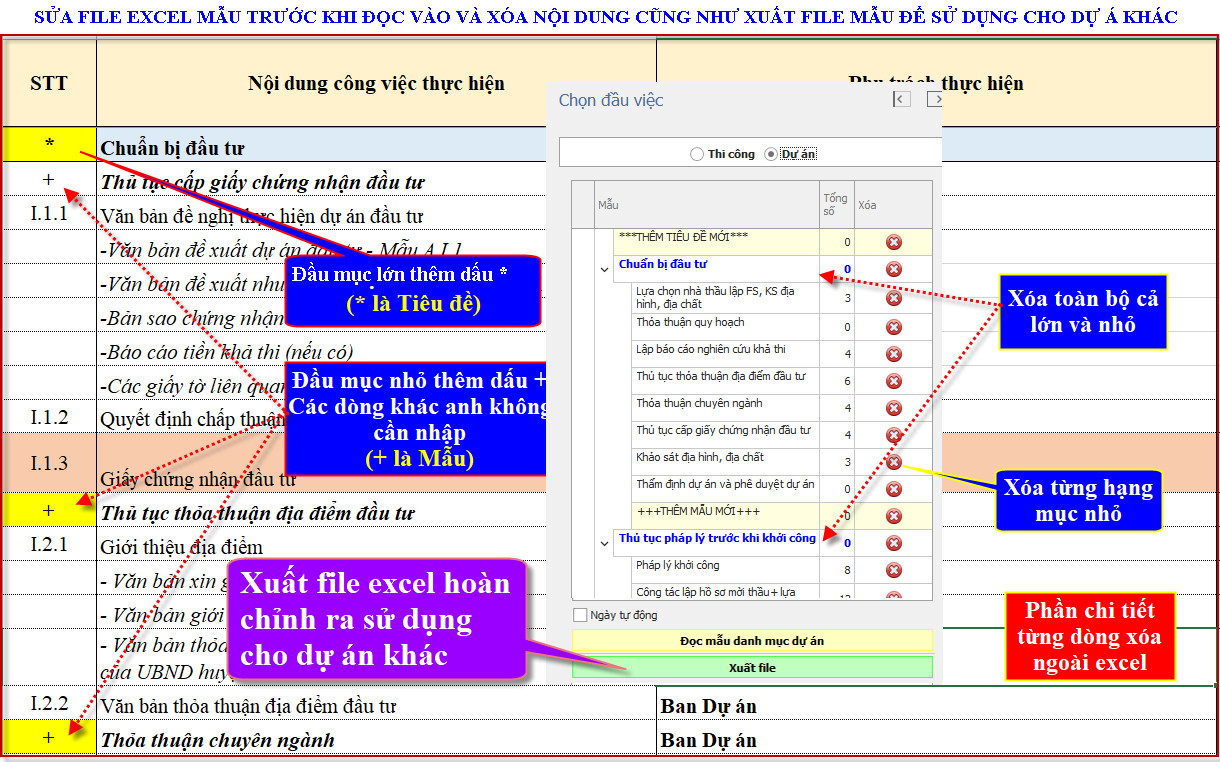 SỬA FILE EXCEL MẪU TRƯỚC KHI ĐỌC VÀO VÀ XÓA NỘI DUNG CŨNG NHƯ XUẤT FILE MẪU ĐỂ SỬ DỤNG CHO DỰ Á KHÁC
STT
Nội dung công việc thực hiện
Phụ trách thực hiện
*
Chuẩn bị đầu tư
+
Thủ tục cấp giấy chứng nhận đầu tư
I.1.1
Văn bản đề nghị thực hiện dự án đầu tư
-Văn bản đề xuất dự án đầu tư - Mẫu A.I.1
-Văn bản đề xuất nhu
-Bản sao chứng nhận
-Báo cáo tiền khả thi (nếu có)
-Các giấy tờ liên quan
I.1.2
Quyết định chấp thuận
I.1.3
Giấy chứng nhận đầu tư
+
Thủ tục thỏa thuận địa điểm đầu tư
I.2.1
Giới thiệu địa điểm
- Văn bản xin g
- Văn bản giới
- Văn bản thỏa
của UBND huy
I.2.2
Văn bản thỏa thuận địa điểm đầu tư
Ban Dự án
+
Thỏa thuận chuyên ngành
Ban Dự án
Đầu mục lớn thêm dấu *
(* là Tiêu đề)
Đầu mục nhỏ thêm dấu +
Các dòng khác anh không
cần nhập
(+ là Mẫu)
Xuất file excel hoàn
chỉnh ra sử dụng
cho dự án khác
Chọn đầu việc
Thi công
Dự án
Mẫu
Tổng số
Xóa
***THÊM TIÊU ĐỀ MỚI***
0
Chuẩn bị đầu tư
0
Lựa chọn nhà thầu lập FS, KS địa
hình, địa chất
3
Thỏa thuận quy hoạch
0
Lập báo cáo nghiên cứu khả thi
4
Thủ tục thỏa thuận địa điểm đầu tư
6
Thỏa thuận chuyên ngành
4
Thủ tục cấp giấy chứng nhận đầu tư
4
Khảo sát địa hình, địa chất
3
Thẩm định dự án và phê duyệt dự án
0
+++THÊM MẪU MỚI+++
0
Thủ tục pháp lý trước khi khởi công
0
Pháp lý khởi công
8
Công tác lập hồ sơ mời thầu+ lựa
Ngày tự động
Đọc mẫu danh mục dự án
Xuất file
Xóa toàn bộ cả
lớn và nhỏ
Xóa từng hạng
mục nhỏ
Phần chi tiết
từng dòng xóa
ngoài excel